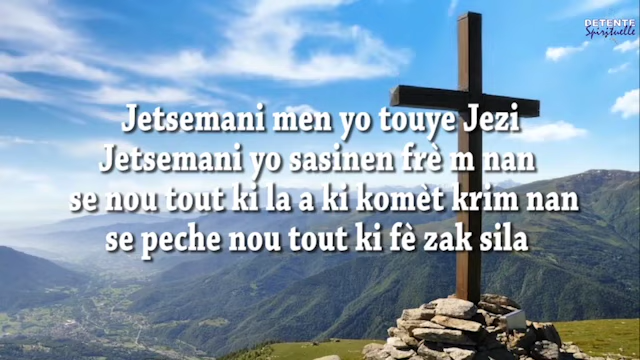 DETENTE
Spirituelle
Jetsemani men yo touye Jezi
Jetsemani yo sasinen frè m nan
se nou tout ki la a ki komèt krim nan
se peche nou tout ki fè zak sila